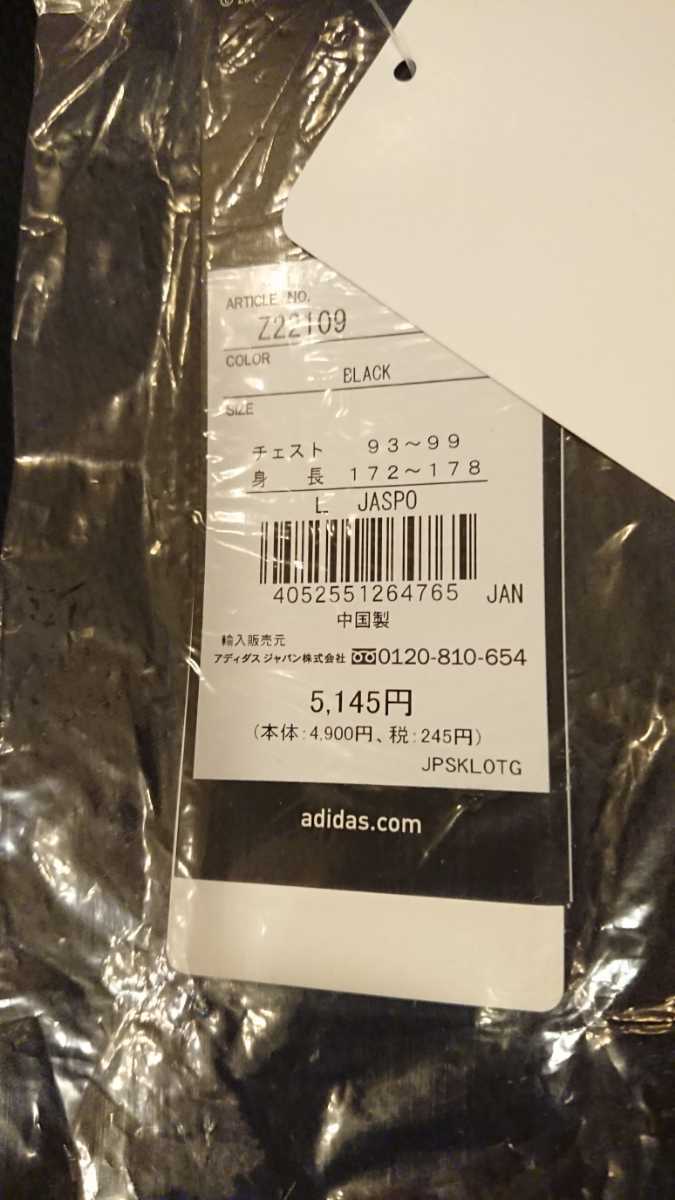 ARTICLE NO.
Z22109
COLOR
BLACK
SIZE
チェスト 93～99
身 長 172～178
L JASPO
4052551264765 JAN
中国製
輸入販売元
アディダス ジャパン株式会社 0120-810-654
5,145円
(本体:4,900円、税:245円)
JPSKLOTG
adidas.com